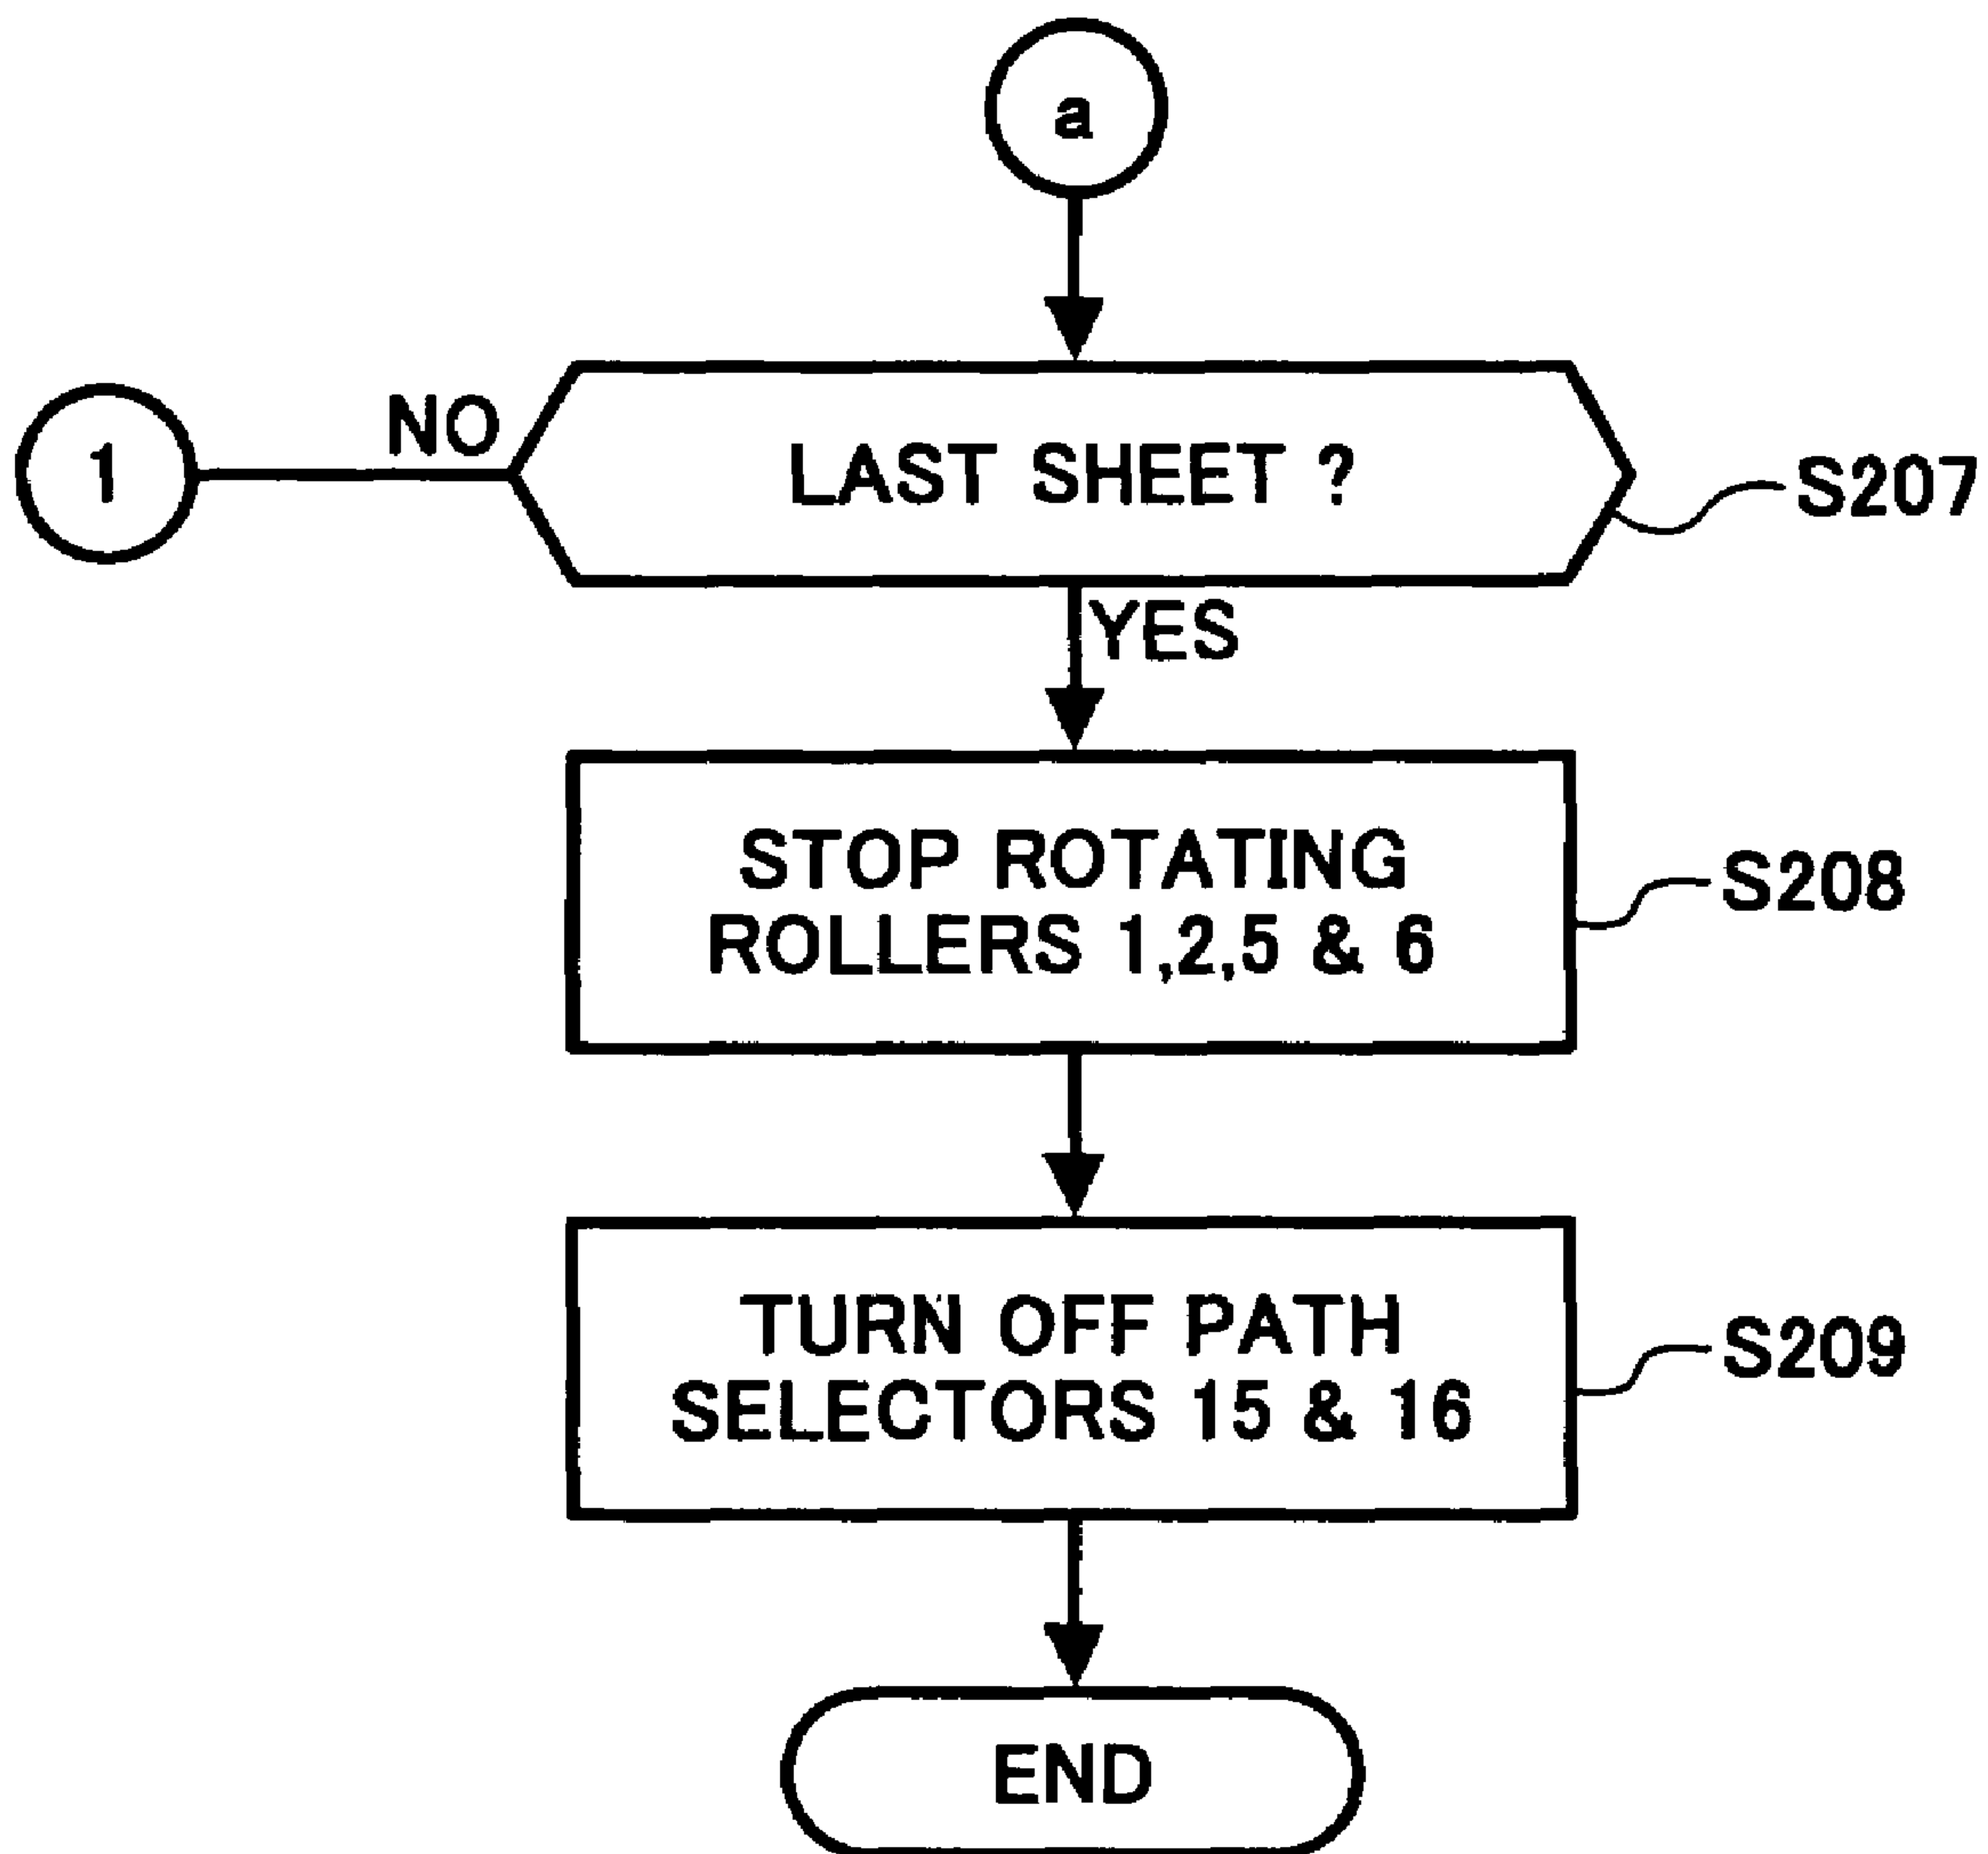 a
1
NO
LAST SHEET ?
S207
YES
STOP ROTATING
ROLLERS 1,2,5 & 6
S208
TURN OFF PATH
SELECTORS 15 & 16
S209
END